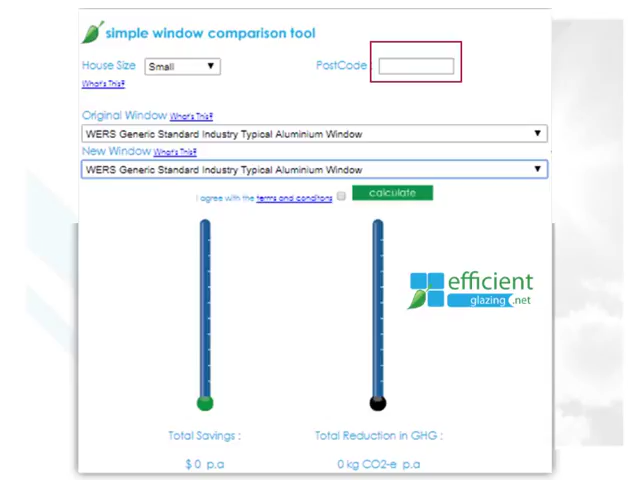 simple window comparison tool
House Size Small PostCode :
What's This?
Original Window What's This?
WERS Generic Standard Industry Typical Aluminium Window
New Window What's This?
WERS Generic Standard Industry Typical Aluminium Window
I agree with the terms and conditons calculate
efficient
glazing .net
Total Savings : Total Reduction in GHG :
$ 0 p.a 0 kg CO2-e p.a